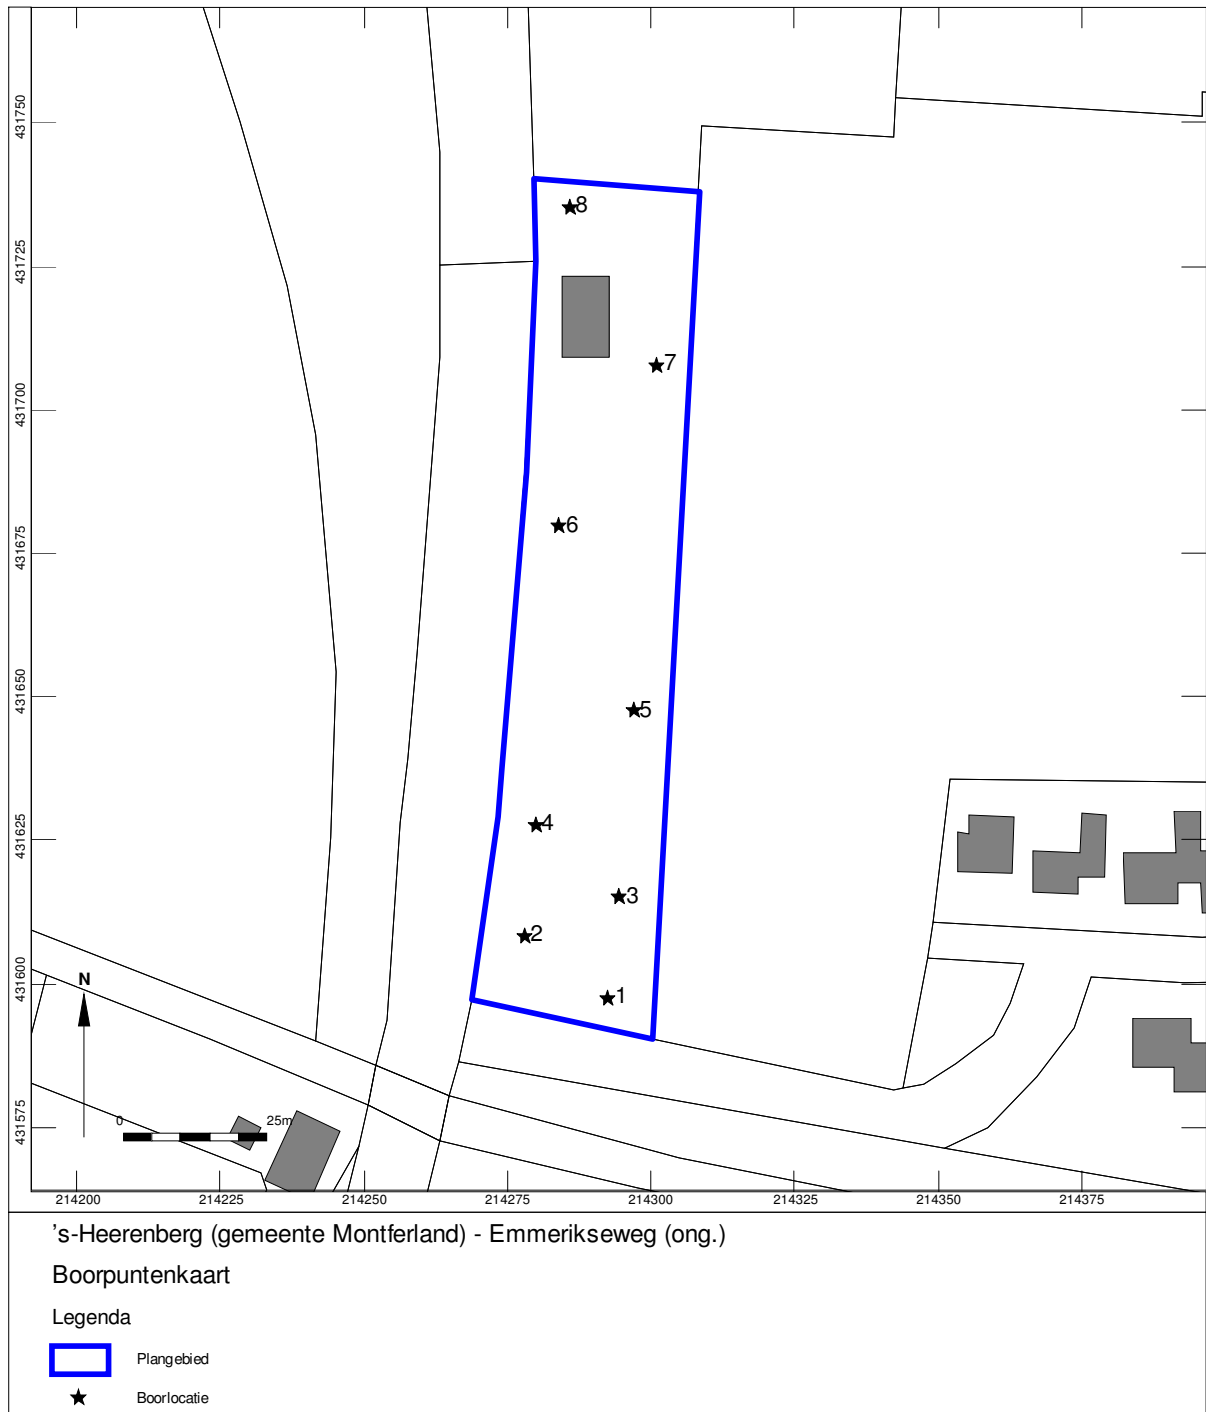 431750
431725
431700
431675
431650
431625
431600
431575
8
7
6
5
4
3
2
1
N
0 25m
214200 214225 214250 214275 214300 214325 214350 214375
's-Heerenberg (gemeente Montferland) - Emmerikseweg (ong.)
Boorpuntenkaart
Legenda
Plangebied
Boorlocatie